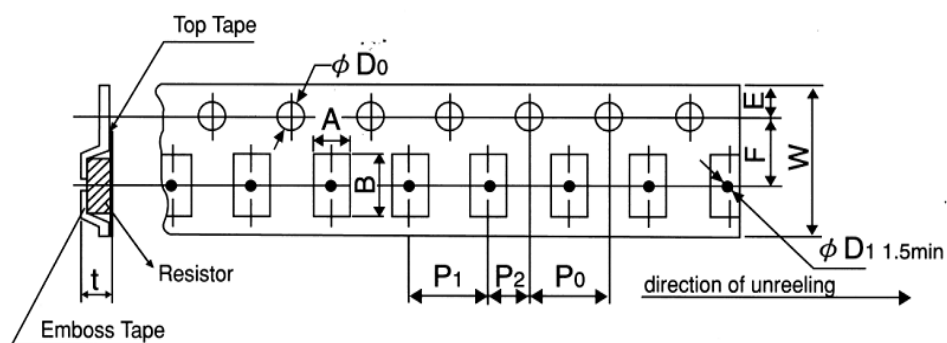 Top Tape
φ D0
A
E
B
F
W
φ D1 1.5min
Resistor
t
P1
P2
P0
direction of unreeling
Emboss Tape